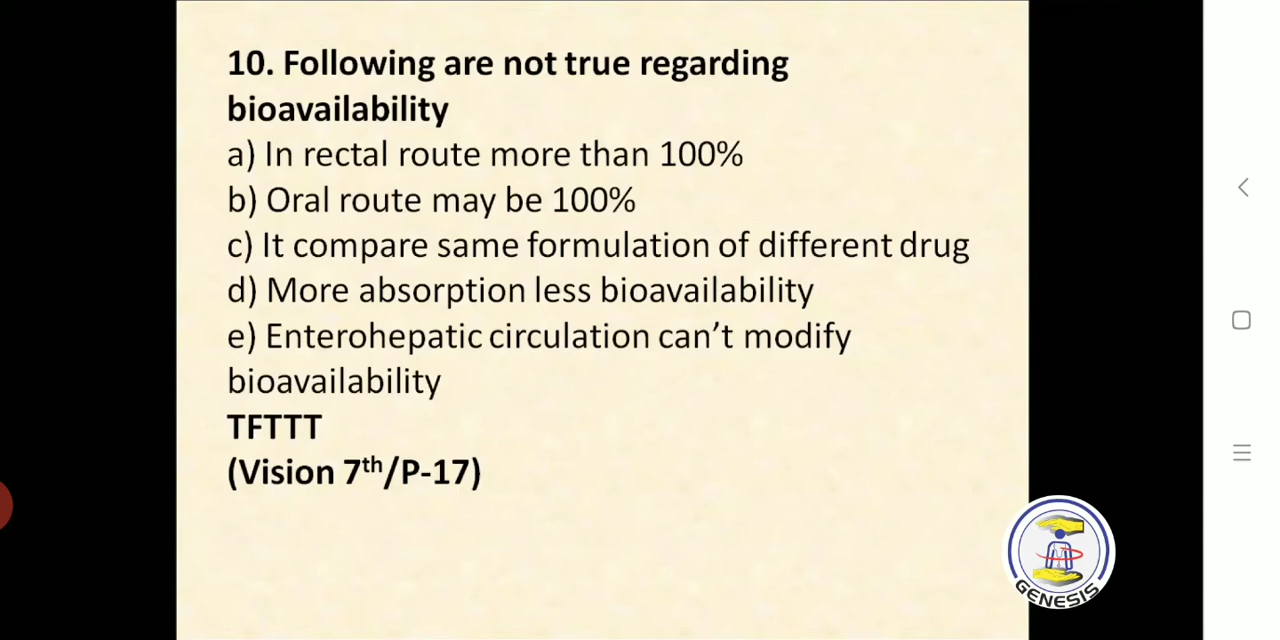 10. Following are not true regarding
bioavailability
a) In rectal route more than 100%
b) Oral route may be 100%
c) It compare same formulation of different drug
d) More absorption less bioavailability
e) Enterohepatic circulation can’t modify
bioavailability
TFTTT
(Vision 7th/P-17)
GENESIS